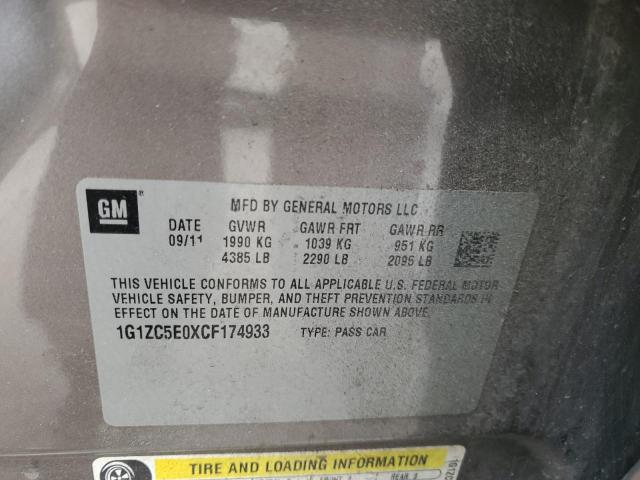 GM
®
MFD BY GENERAL MOTORS LLC
DATE GVWR GAWR FRT GAWR RR
09/11 1990 KG 1039 KG 951 KG
4385 LB 2290 LB 2095 LB
THIS VEHICLE CONFORMS TO ALL APPLICABLE U.S. FEDERAL MOTOR
VEHICLE SAFETY, BUMPER, AND THEFT PREVENTION STANDARDS IN
EFFECT ON THE DATE OF MANUFACTURE SHOWN ABOVE.
1G1ZC5E0XCF174933 TYPE: PASS CAR
TIRE AND LOADING INFORMATION